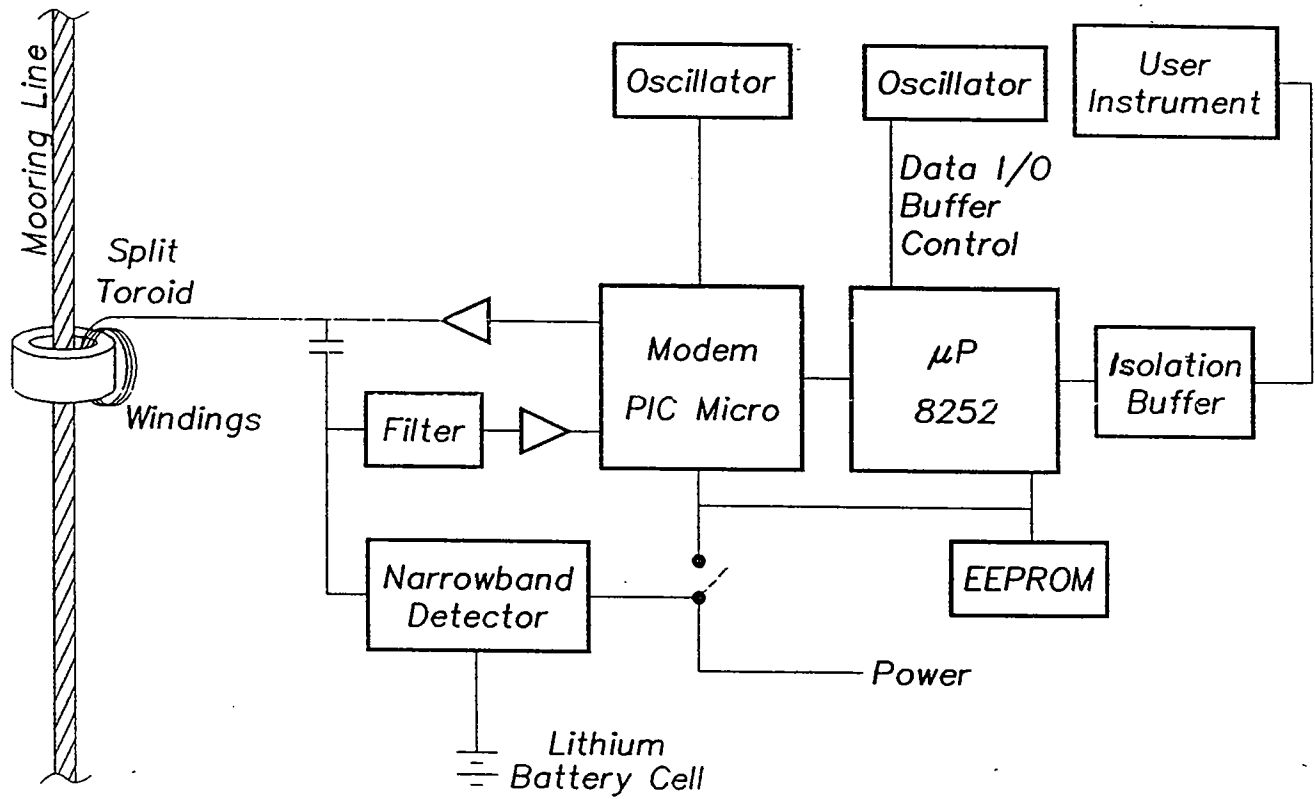 Mooring Line
Split
Toroid
Windings
Oscillator
Oscillator
User
Instrument
Data I/O
Buffer
Control
Modem
PIC Micro
μP
8252
Isolation
Buffer
Filter
Narrowband
Detector
EEPROM
Power
Lithium
Battery Cell